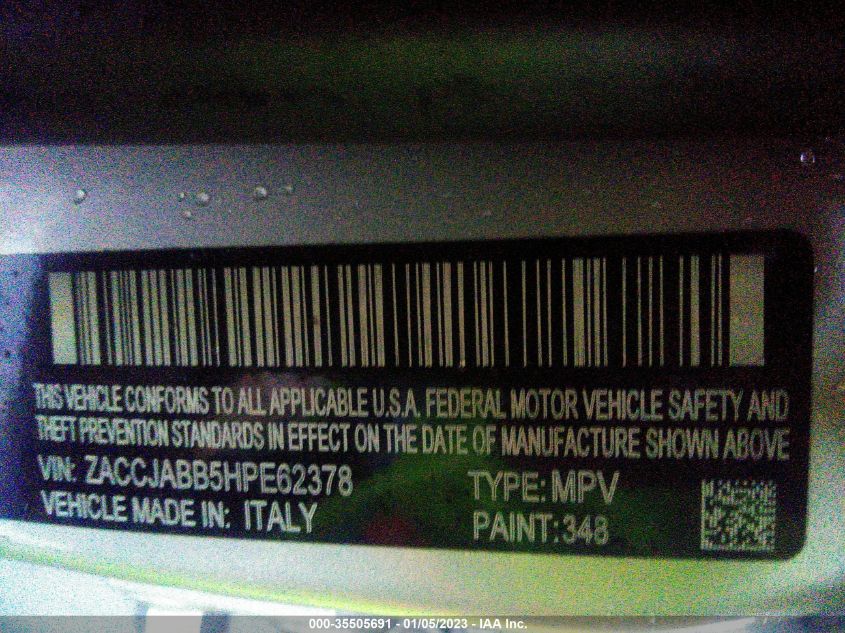 THIS VEHICLE CONFORMS TO ALL APPLICABLE U.S.A. FEDERAL MOTOR VEHICLE SAFETY AND
THEFT PREVENTION STANDARDS IN EFFECT ON THE DATE OF MANUFACTURE SHOWN ABOVE
VIN: ZACCJABB5HPE62378 TYPE: MPV
VEHICLE MADE IN: ITALY PAINT: 348
000-35505691 - 01/05/2023 - IAA Inc.